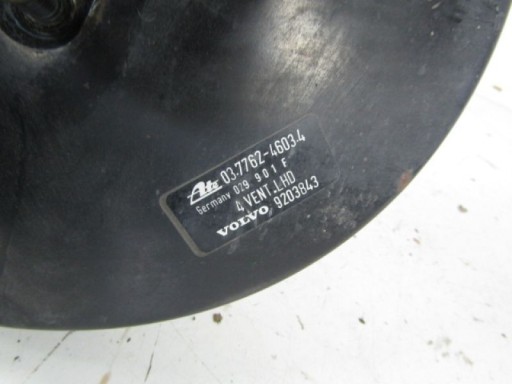 Ate 03.7762-4603.4
Germany 029 901 E
4 VENT. LHD
VOLVO 9203843